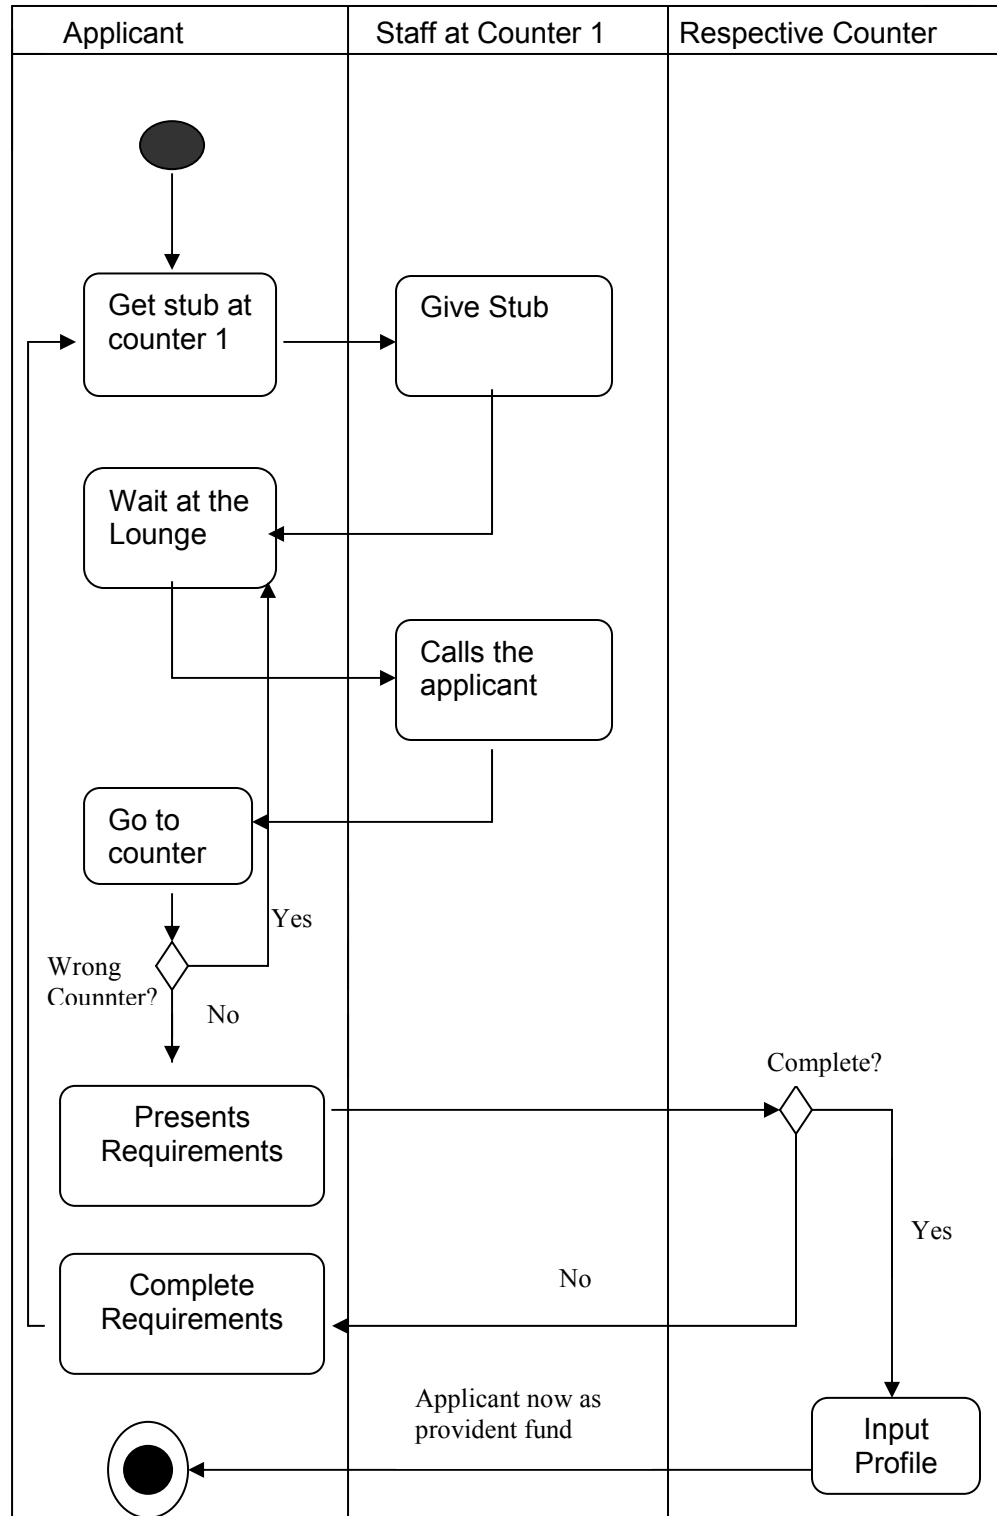 Applicant
Staff at Counter 1
Respective Counter
Get stub at
counter 1
Give Stub
Wait at the
Lounge
Calls the
applicant
Go to
counter
Yes
Wrong
Counnter?
No
Complete?
Presents
Requirements
Yes
No
Complete
Requirements
Applicant now as
provident fund
Input
Profile